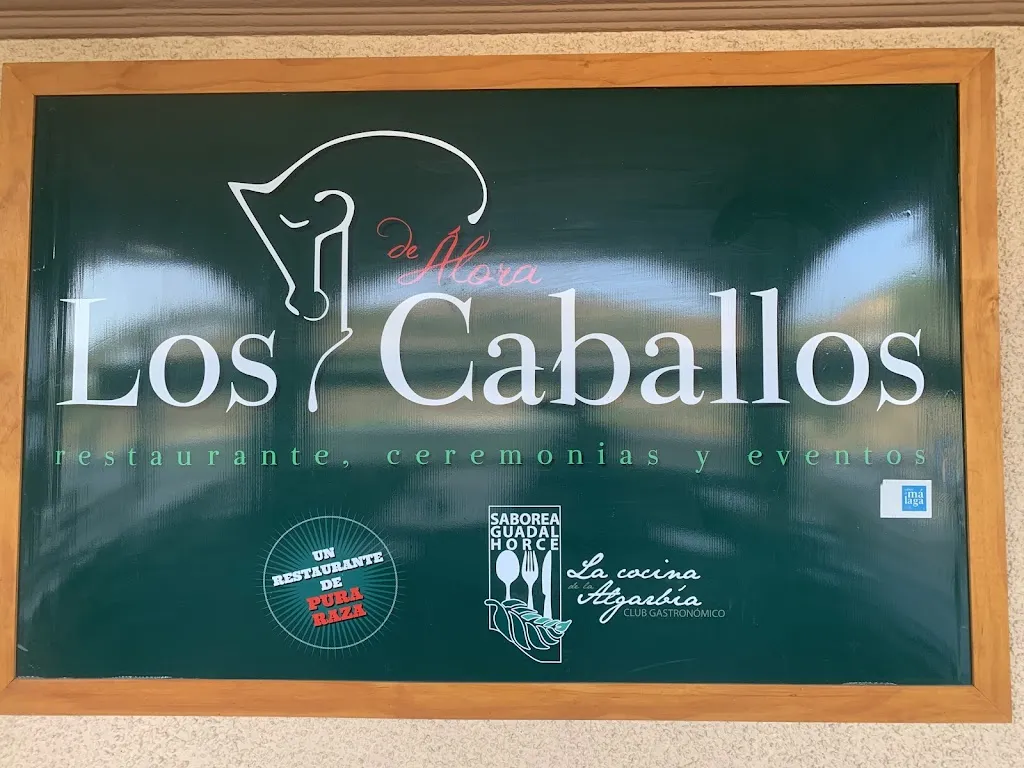 de Álora
Los Caballos
restaurante, ceremonias y eventos
málaga
UN
RESTAURANTE
DE
PURA
RAZA
SABOREA
GUADAL
HORCE
La cocina
de la
Algarbía
CLUB GASTRONÓMICO